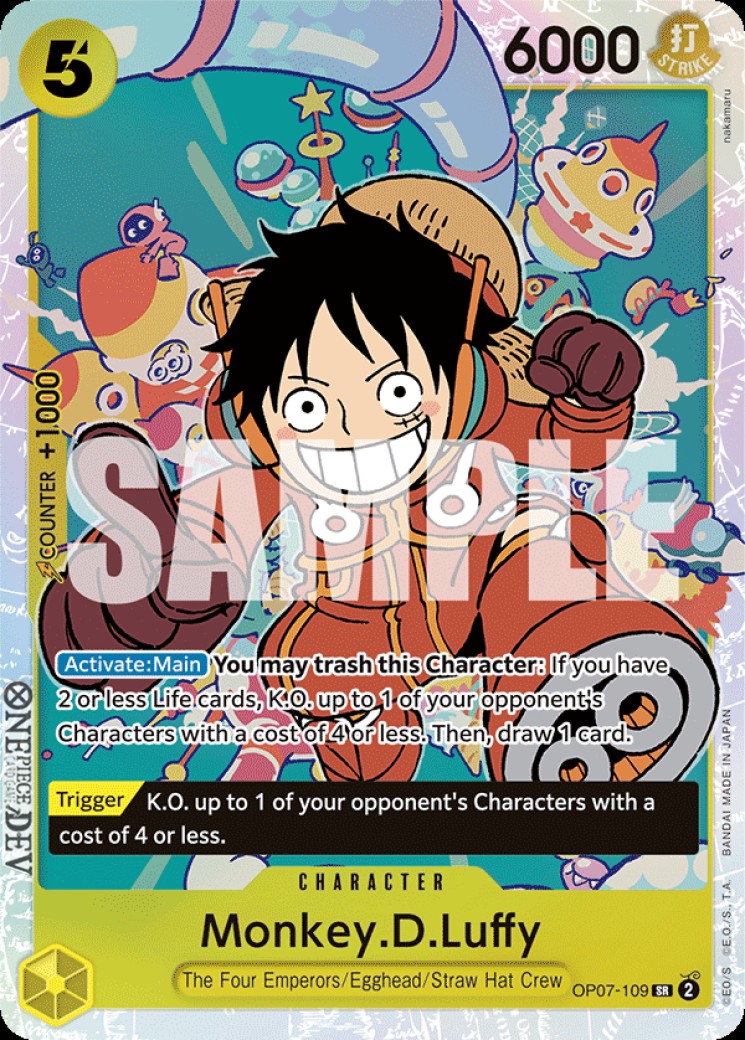 5
6000
打
STRIKE
nakamaru
COUNTER +1000
SAMPLE
Activate:Main You may trash this Character: If you have
2 or less Life cards, K.O. up to 1 of your opponent's
Characters with a cost of 4 or less. Then, draw 1 card.
Trigger K.O. up to 1 of your opponent's Characters with a
cost of 4 or less.
ONE PIECE
CARD GAME
DEV
CHARACTER
Monkey.D.Luffy
The Four Emperors/Egghead/Straw Hat Crew
OP07-109 SR 2
©E.O/S ©E.O./S., T.A. BANDAI MADE IN JAPAN